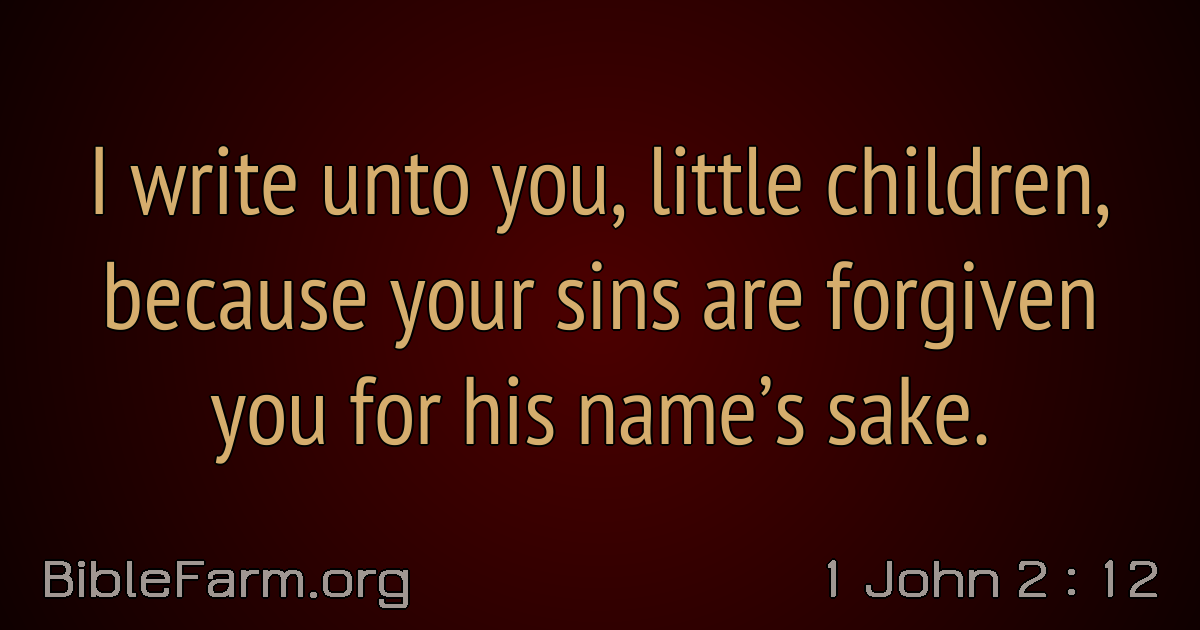 I write unto you, little children,
because your sins are forgiven
you for his name’s sake.
BibleFarm.org
1 John 2 : 12